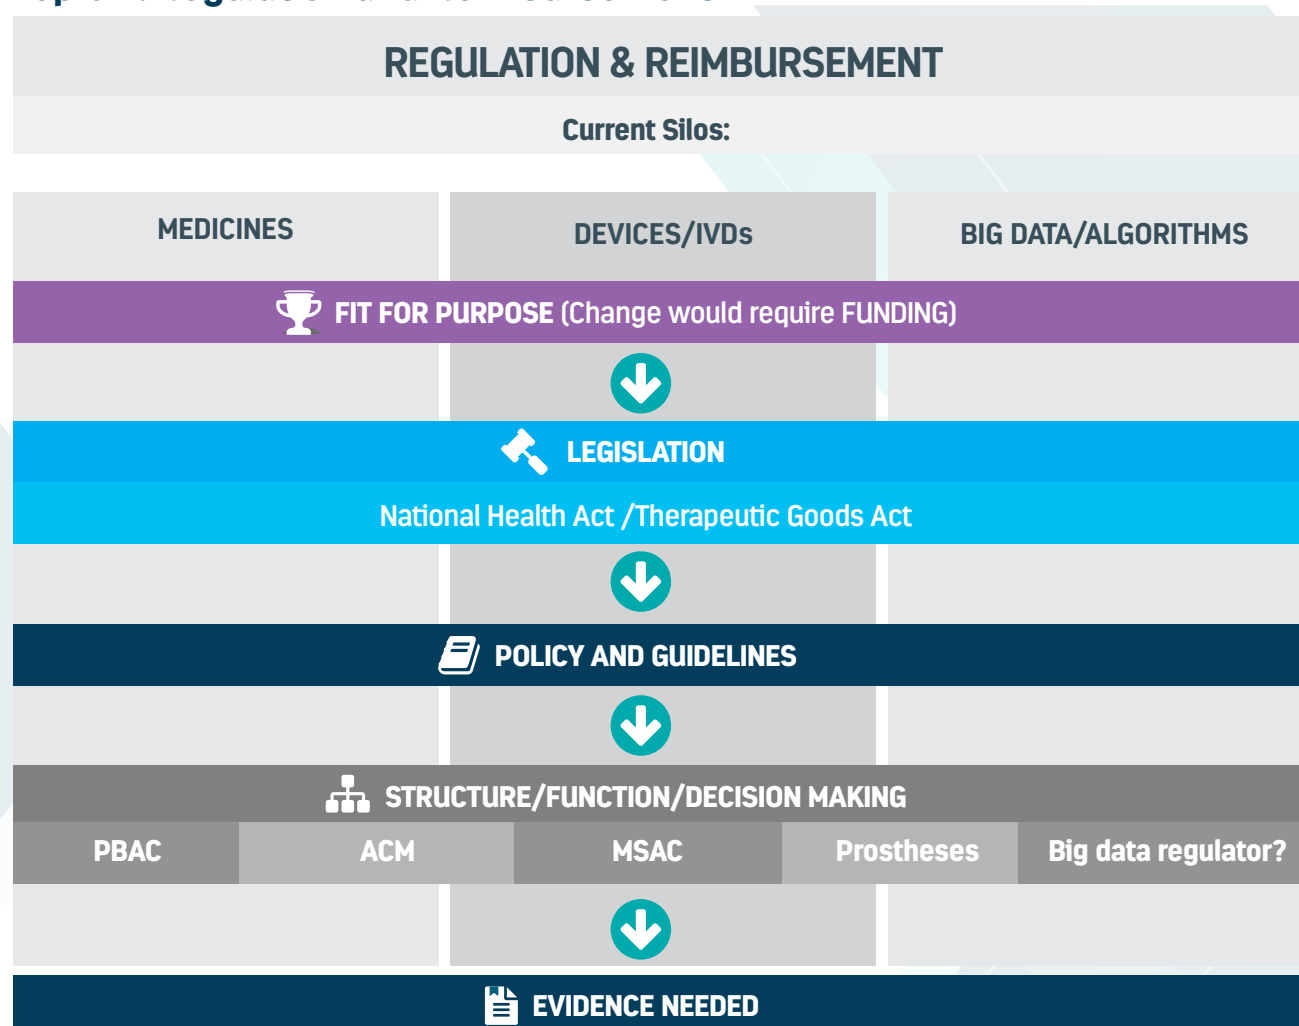 REGULATION & REIMBURSEMENT
Current Silos:
MEDICINES
DEVICES/IVDs
BIG DATA/ALGORITHMS
FIT FOR PURPOSE (Change would require FUNDING)
LEGISLATION
National Health Act /Therapeutic Goods Act
POLICY AND GUIDELINES
STRUCTURE/FUNCTION/DECISION MAKING
PBAC
ACM
MSAC
Prostheses
Big data regulator?
EVIDENCE NEEDED